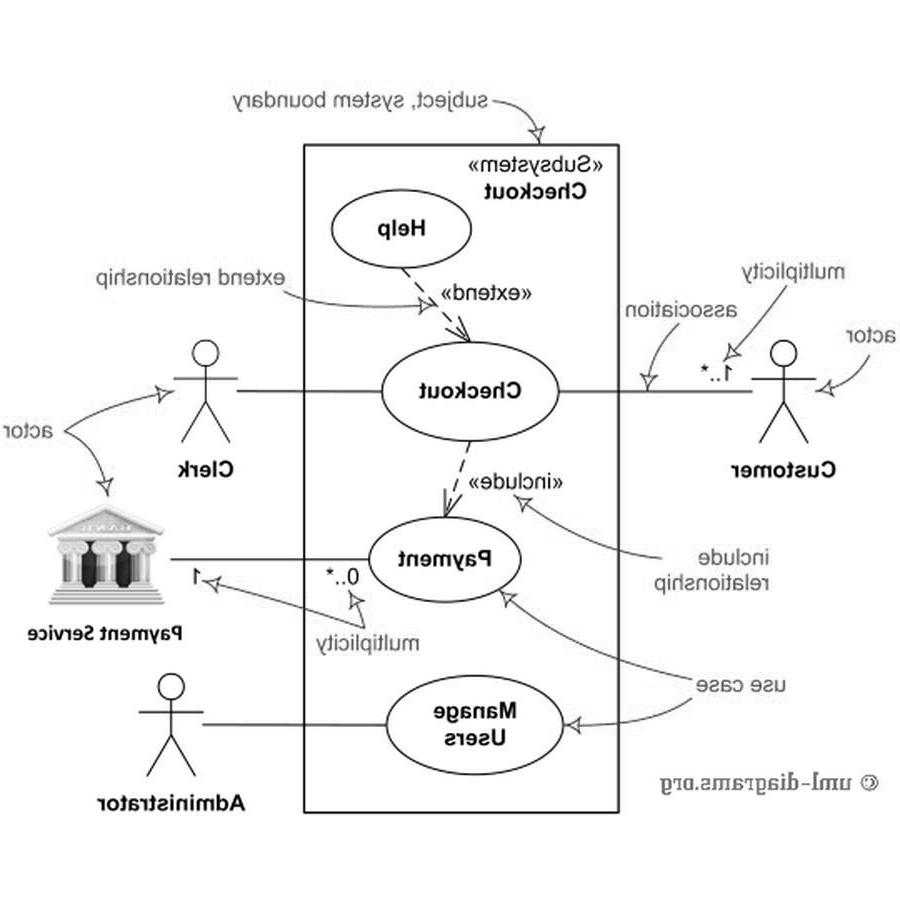 subject, system boundary
«Subsystem»
Checkout
Help
extend relationship
«extend»
multiplicity
association
actor
1..*
Checkout
actor
Clerk
Customer
«include»
BANK
Payment
include
relationship
1
0..*
Payment Service
multiplicity
use case
Manage
Users
Administrator
© uml-diagrams.org